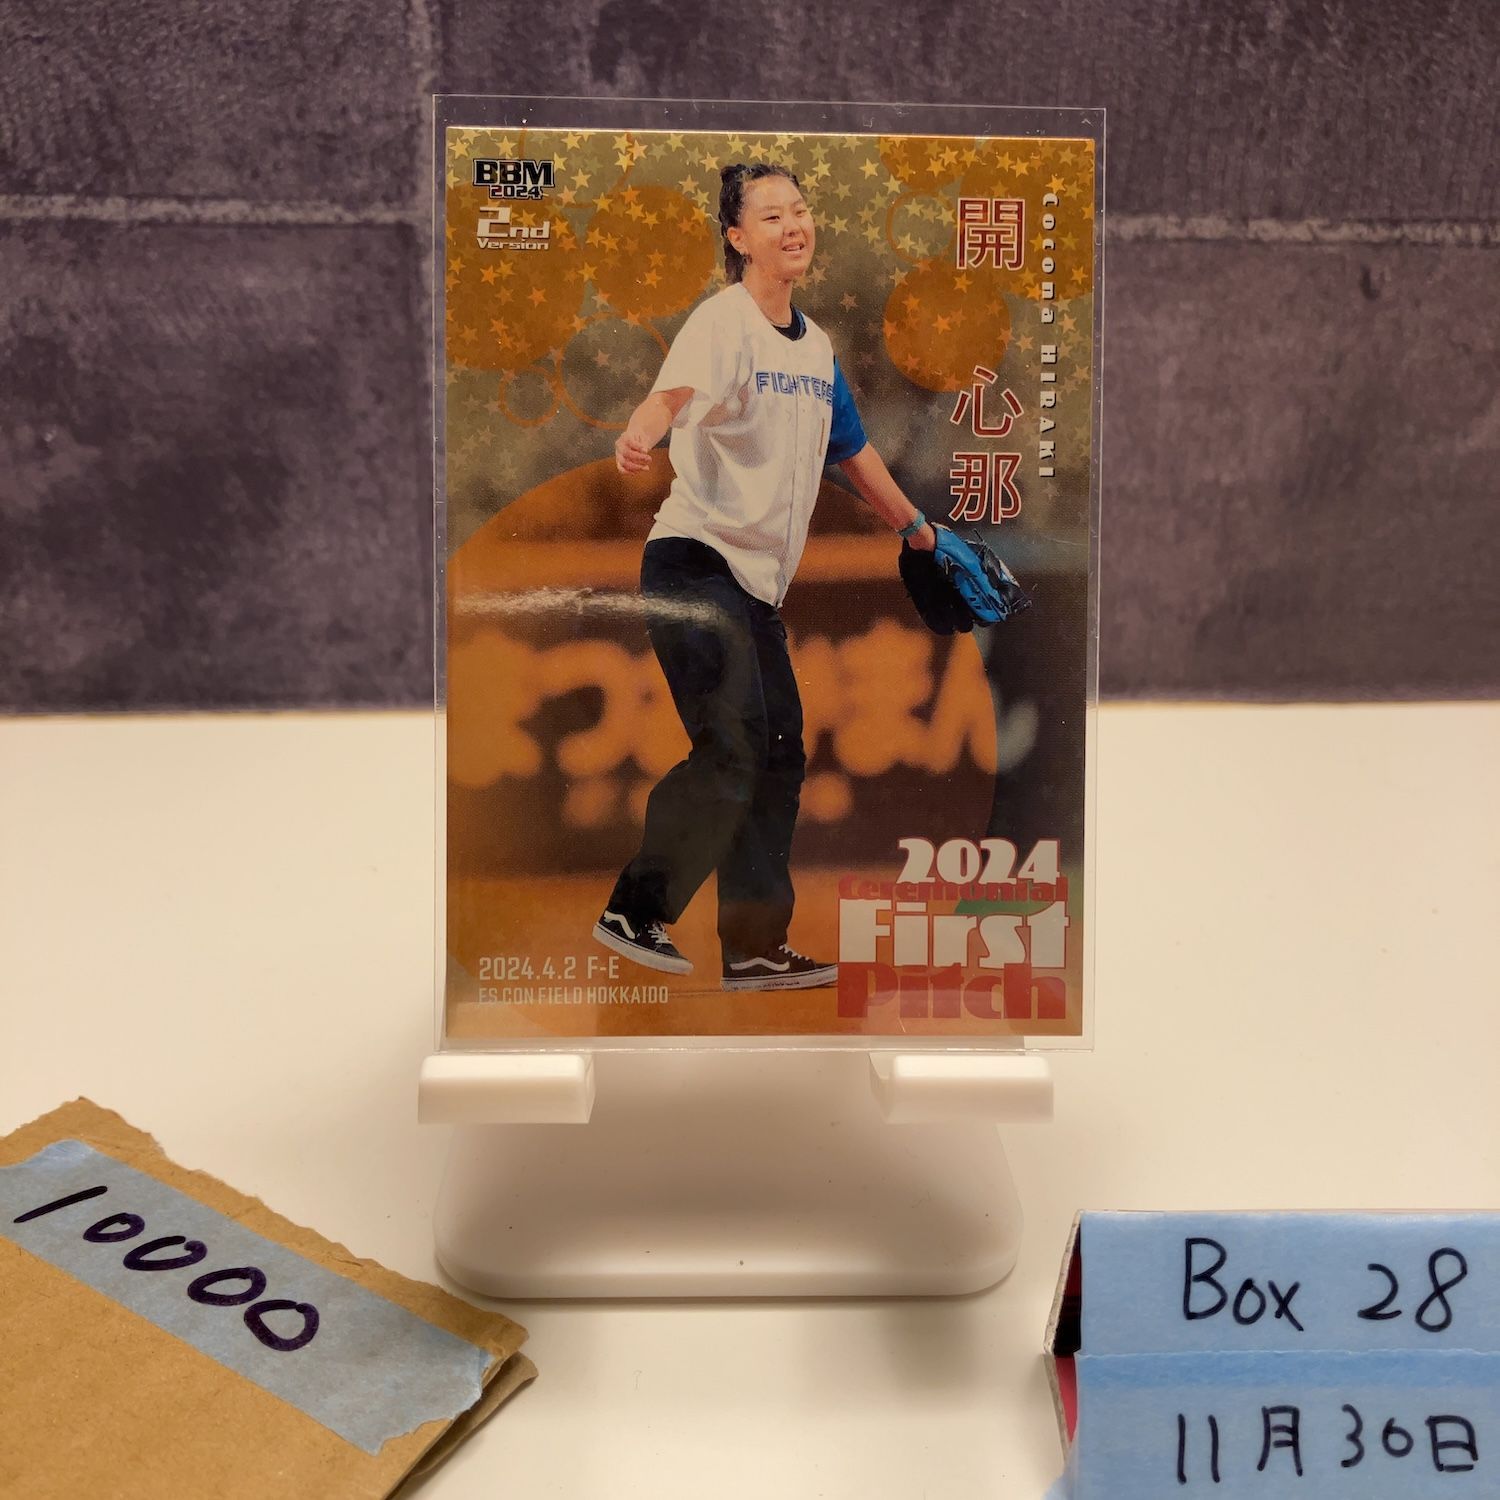 BBM
2024
2nd
Version
開 心那
Cocona HIRAKI
FIGHTERS
2024
Ceremonial
First
Pitch
2024.4.2 F-E
ES CON FIELD HOKKAIDO
10000
Box 28
11月30日